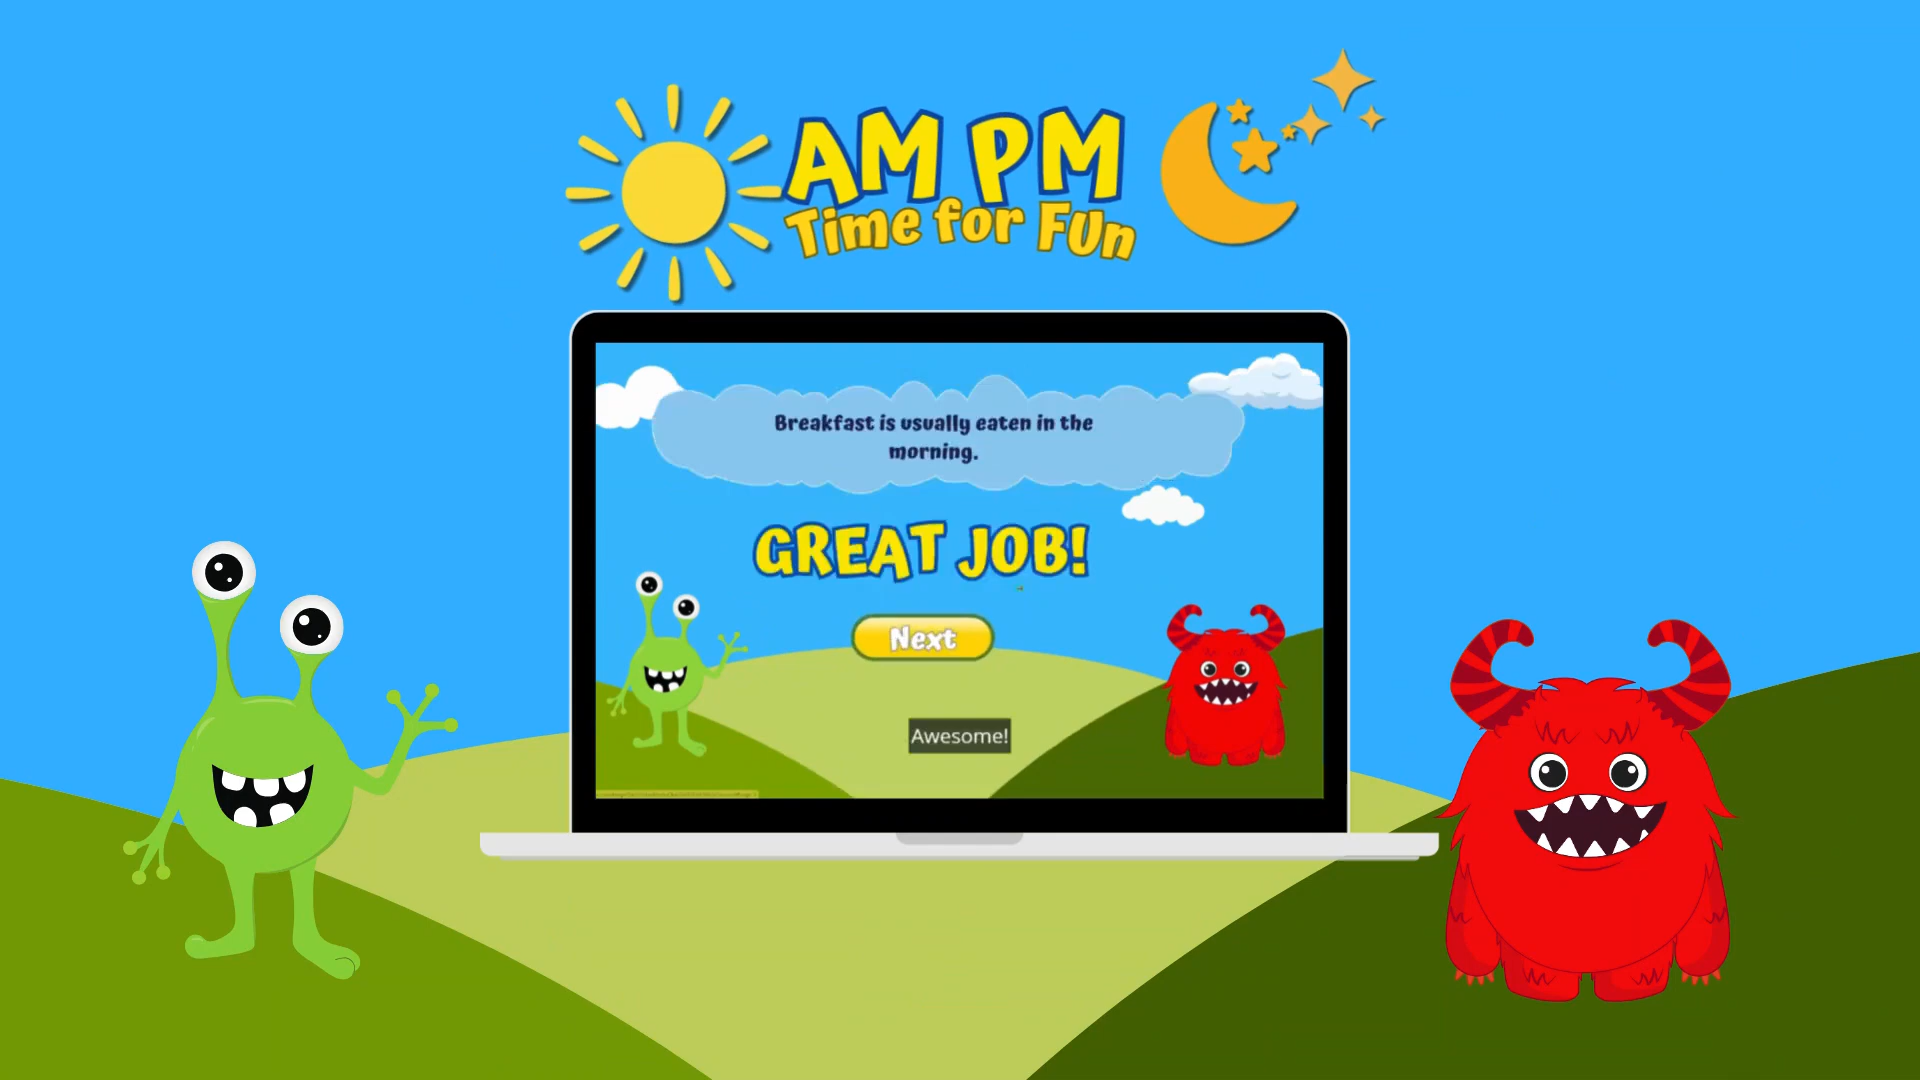 AM PM
Time for FUn
Breakfast is usually eaten in the
morning.
GREAT JOB!
Next
Awesome!